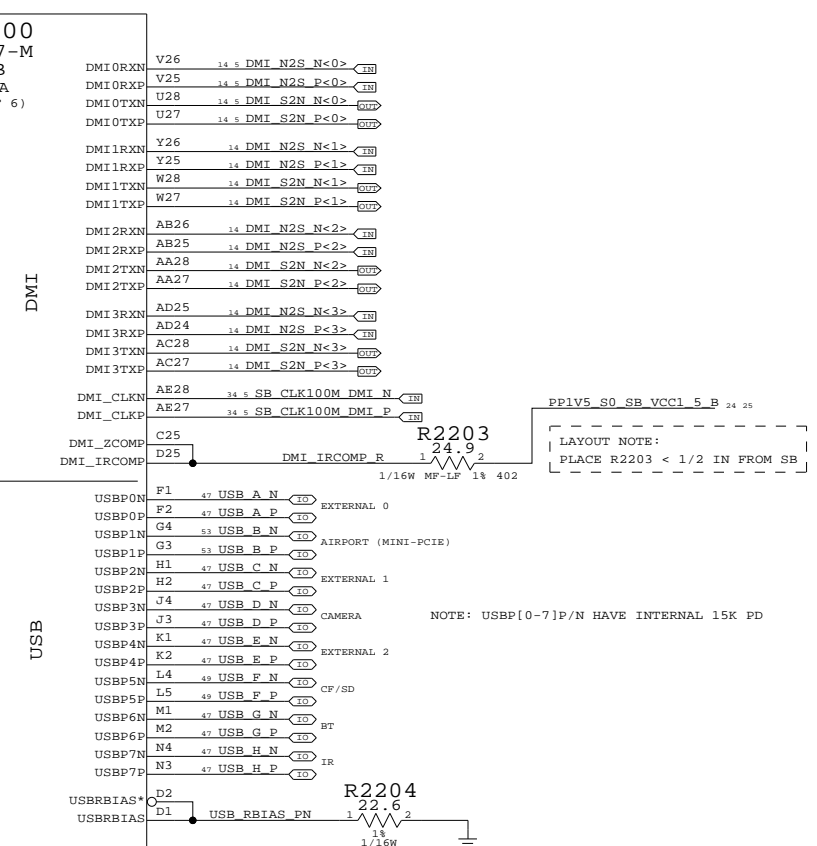 00
7-M
B
A
6)
DMI
DMI0RXN V26 14 5 DMI_N2S_N<0> IN
DMI0RXP V25 14 5 DMI_N2S_P<0> IN
DMI0TXN U28 14 5 DMI_S2N_N<0> OUT
DMI0TXP U27 14 5 DMI_S2N_P<0> OUT
DMI1RXN Y26 14 DMI_N2S_N<1> IN
DMI1RXP Y25 14 DMI_N2S_P<1> IN
DMI1TXN W28 14 DMI_S2N_N<1> OUT
DMI1TXP W27 14 DMI_S2N_P<1> OUT
DMI2RXN AB26 14 DMI_N2S_N<2> IN
DMI2RXP AB25 14 DMI_N2S_P<2> IN
DMI2TXN AA28 14 DMI_S2N_N<2> OUT
DMI2TXP AA27 14 DMI_S2N_P<2> OUT
DMI3RXN AD25 14 DMI_N2S_N<3> IN
DMI3RXP AD24 14 DMI_N2S_P<3> IN
DMI3TXN AC28 14 DMI_S2N_N<3> OUT
DMI3TXP AC27 14 DMI_S2N_P<3> OUT
DMI_CLKN AE28 34 5 SB_CLK100M_DMI_N IN
DMI_CLKP AE27 34 5 SB_CLK100M_DMI_P IN
PP1V5_S0_SB_VCC1_5_B 24 25
DMI_ZCOMP C25
DMI_IRCOMP D25 DMI_IRCOMP_R
R2203
24.9
1 2
1/16W MF-LF 1% 402
LAYOUT NOTE:
PLACE R2203 < 1/2 IN FROM SB
USB
USBP0N F1 47 USB_A_N IO
EXTERNAL 0
USBP0P F2 47 USB_A_P IO
USBP1N G4 53 USB_B_N IO
AIRPORT (MINI-PCIE)
USBP1P G3 53 USB_B_P IO
USBP2N H1 47 USB_C_N IO
EXTERNAL 1
USBP2P H2 47 USB_C_P IO
USBP3N J4 47 USB_D_N IO
CAMERA
USBP3P J3 47 USB_D_P IO
NOTE: USBP[0-7]P/N HAVE INTERNAL 15K PD
USBP4N K1 47 USB_E_N IO
EXTERNAL 2
USBP4P K2 47 USB_E_P IO
USBP5N L4 49 USB_F_N IO
CF/SD
USBP5P L5 49 USB_F_P IO
USBP6N M1 47 USB_G_N IO
BT
USBP6P M2 47 USB_G_P IO
USBP7N N4 47 USB_H_N IO
IR
USBP7P N3 47 USB_H_P IO
USBRBIAS* D2
USBRBIAS D1 USB_RBIAS_PN
R2204
22.6
1 2
1%
1/16W